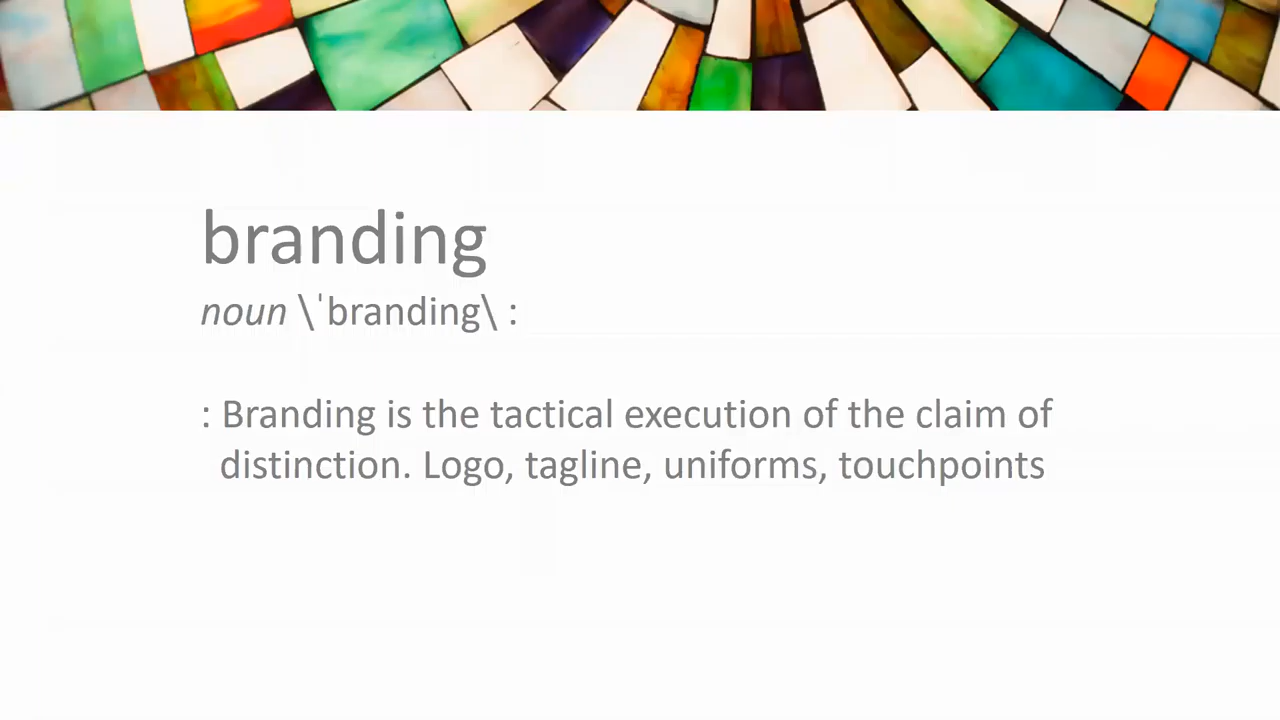 branding
noun \ˈbranding\ :
: Branding is the tactical execution of the claim of
distinction. Logo, tagline, uniforms, touchpoints